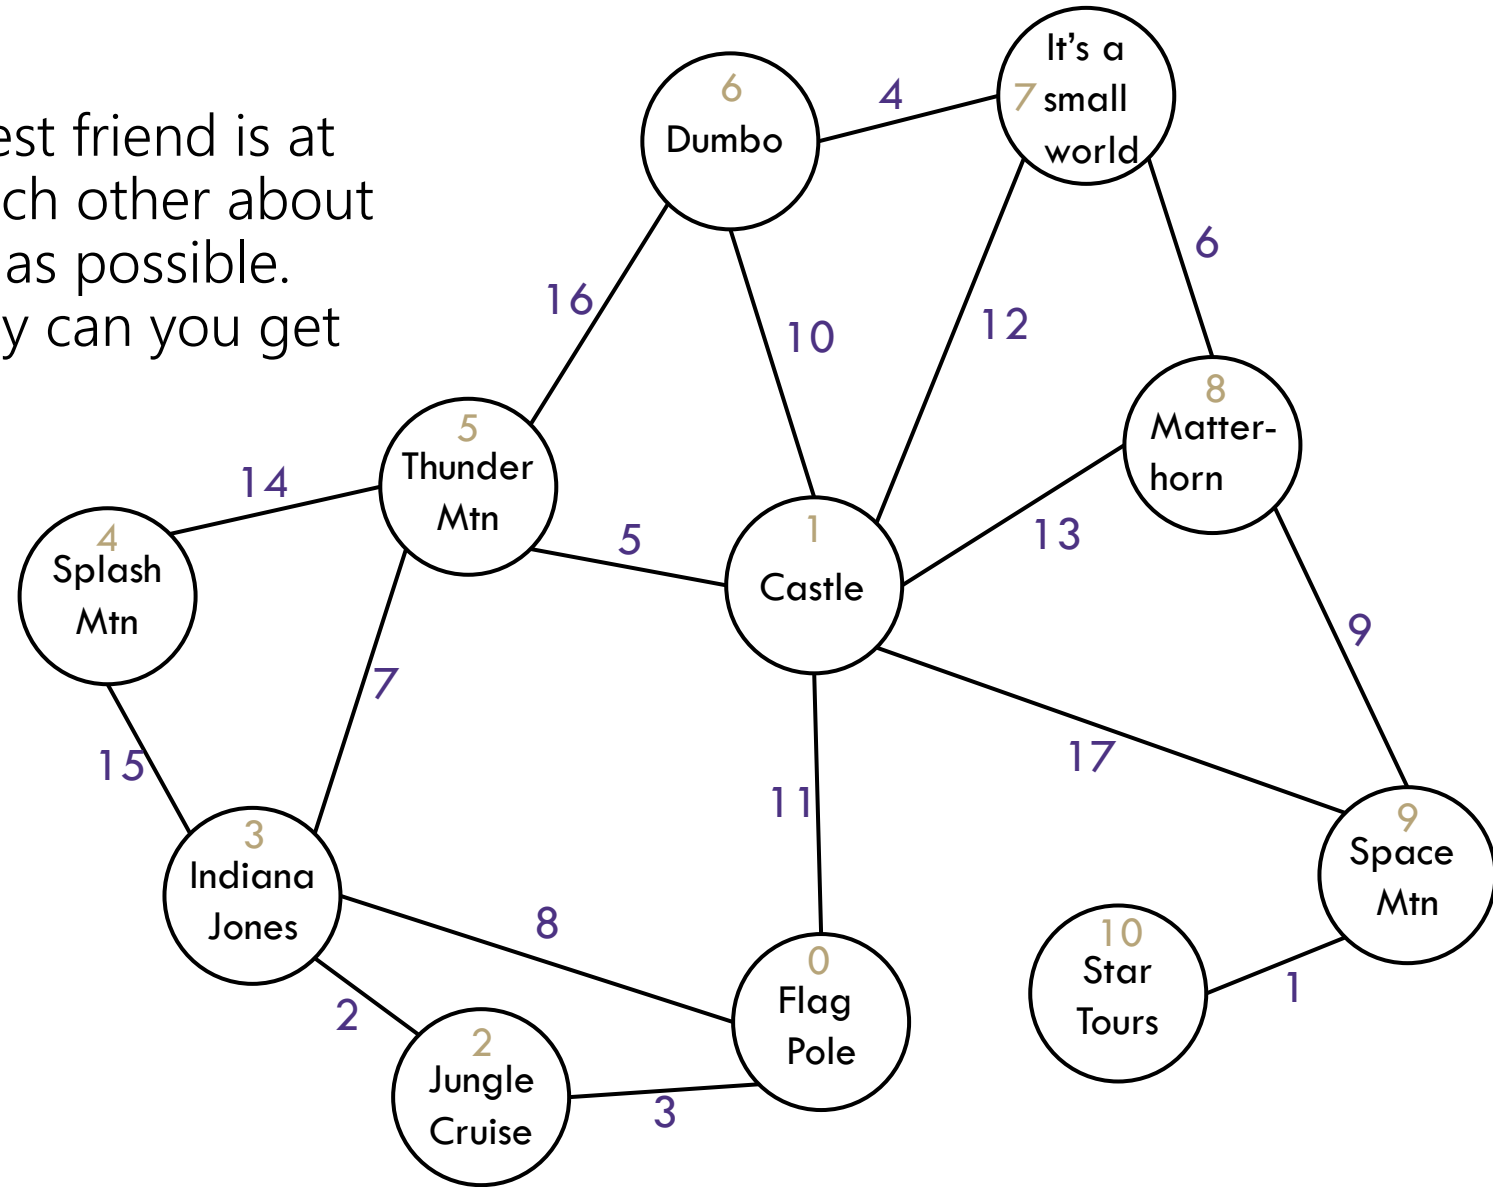 est friend is at
ch other about
as possible.
y can you get
6
Dumbo
4
It's a
7 small
world
6
16
10
12
8
Matter-
horn
5
Thunder
Mtn
14
5
1
Castle
13
4
Splash
Mtn
9
7
15
17
11
3
Indiana
Jones
9
Space
Mtn
8
10
Star
Tours
0
Flag
Pole
1
2
2
Jungle
Cruise
3